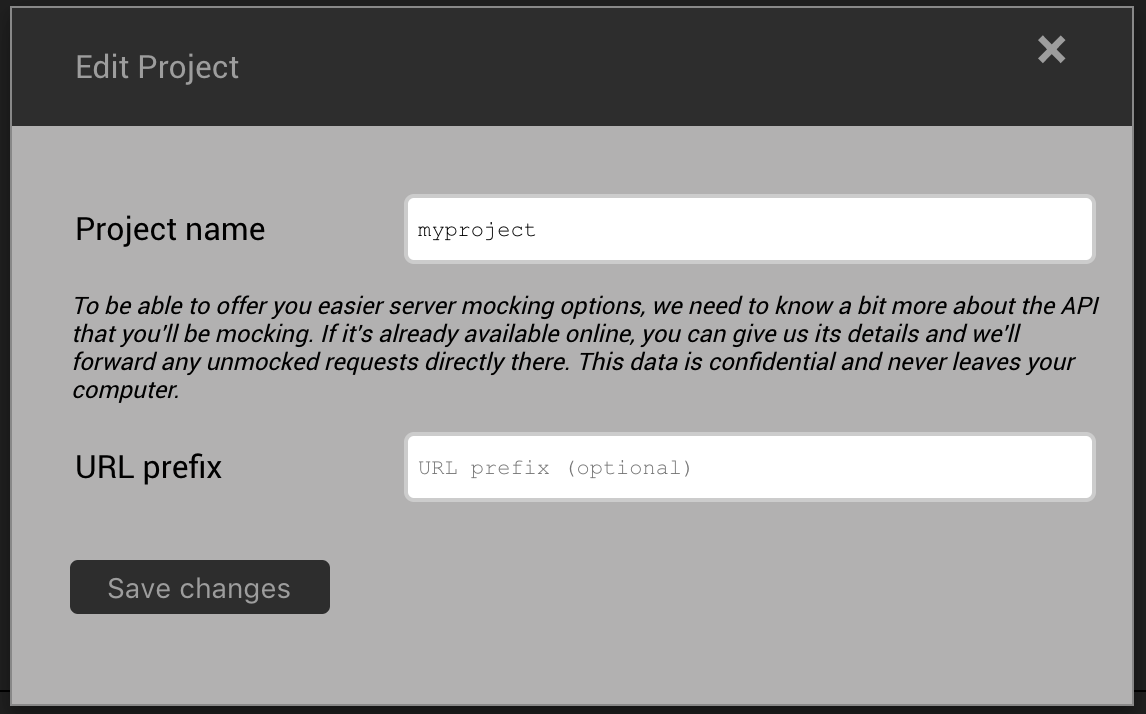 Edit Project
Project name
myproject
To be able to offer you easier server mocking options, we need to know a bit more about the API
that you'll be mocking. If it's already available online, you can give us its details and we'll
forward any unmocked requests directly there. This data is confidential and never leaves your
computer.
URL prefix
URL prefix (optional)
Save changes